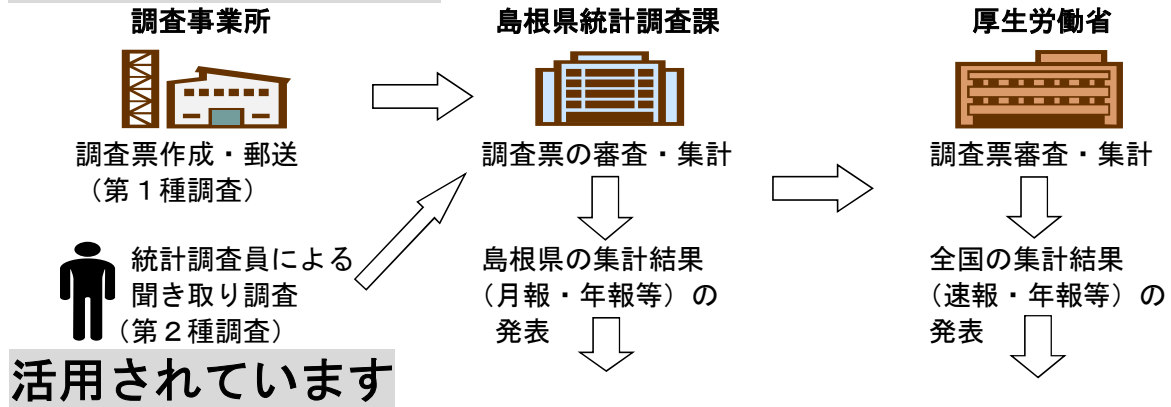 調査事業所
調査票作成・郵送
（第１種調査）
統計調査員による
聞き取り調査
（第２種調査）
島根県統計調査課
調査票の審査・集計
島根県の集計結果
（月報・年報等）の
発表
厚生労働省
調査票審査・集計
全国の集計結果
（速報・年報等）の
発表
活用されています